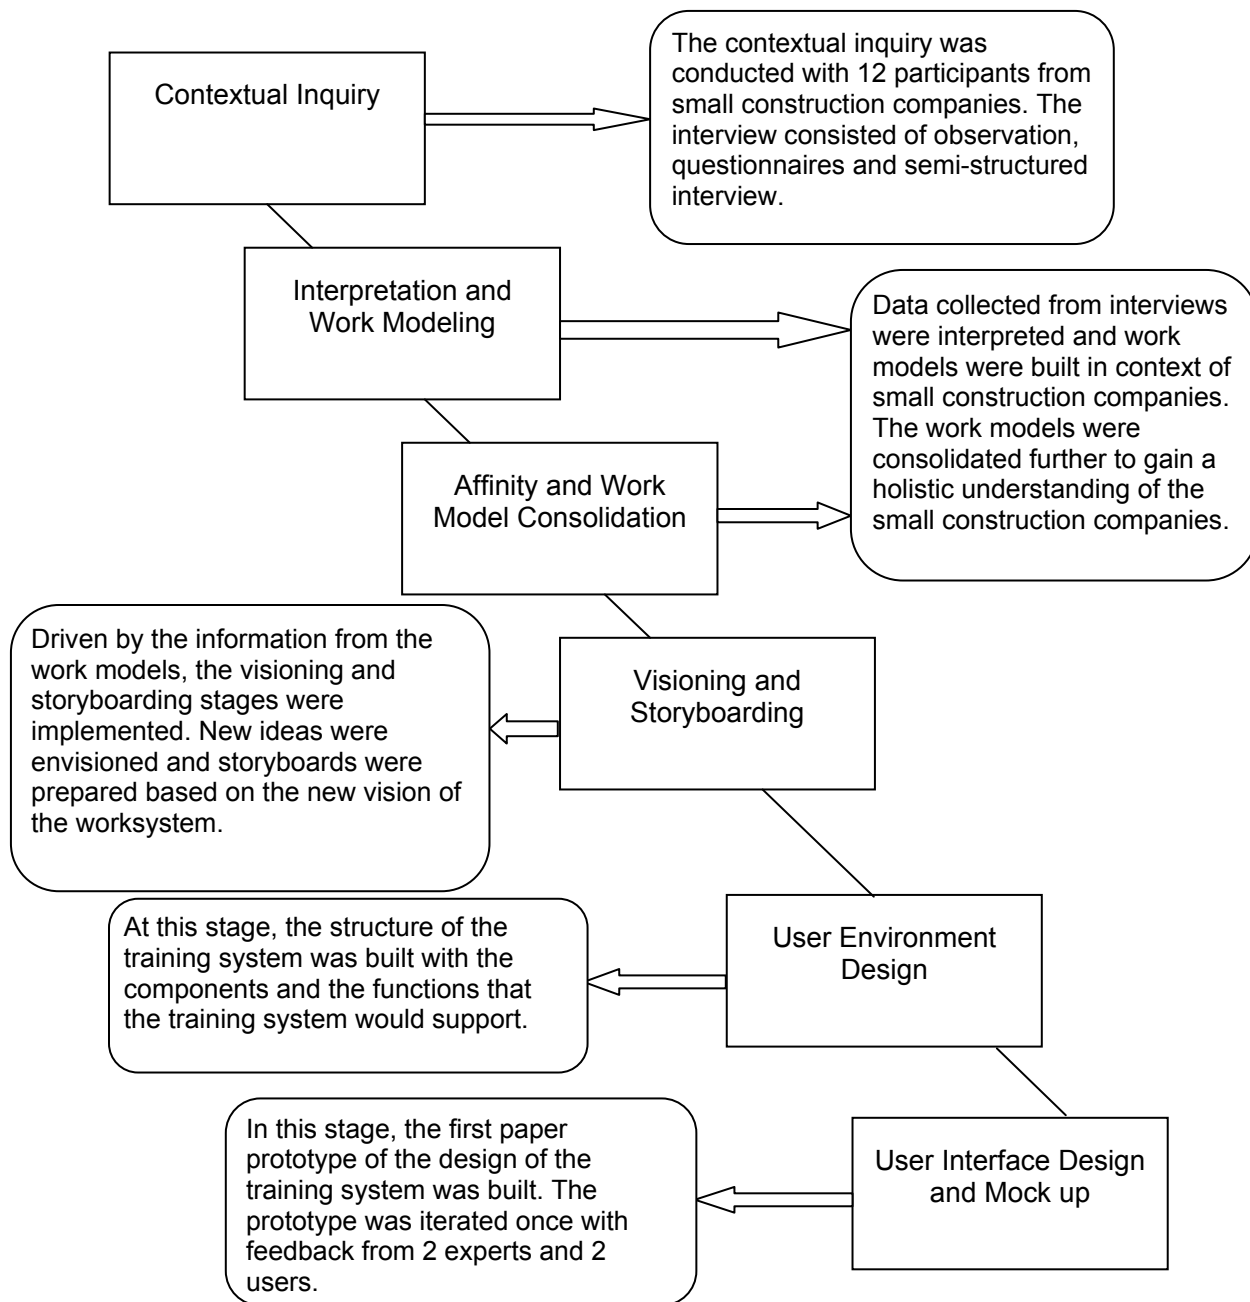 Contextual Inquiry
The contextual inquiry was
conducted with 12 participants from
small construction companies. The
interview consisted of observation,
questionnaires and semi-structured
interview.
Interpretation and
Work Modeling
Data collected from interviews
were interpreted and work
models were built in context of
small construction companies.
The work models were
consolidated further to gain a
holistic understanding of the
small construction companies.
Affinity and Work
Model Consolidation
Driven by the information from the
work models, the visioning and
storyboarding stages were
implemented. New ideas were
envisioned and storyboards were
prepared based on the new vision of
the worksystem.
Visioning and
Storyboarding
At this stage, the structure of the
training system was built with the
components and the functions that
the training system would support.
User Environment
Design
In this stage, the first paper
prototype of the design of the
training system was built. The
prototype was iterated once with
feedback from 2 experts and 2
users.
User Interface Design
and Mock up